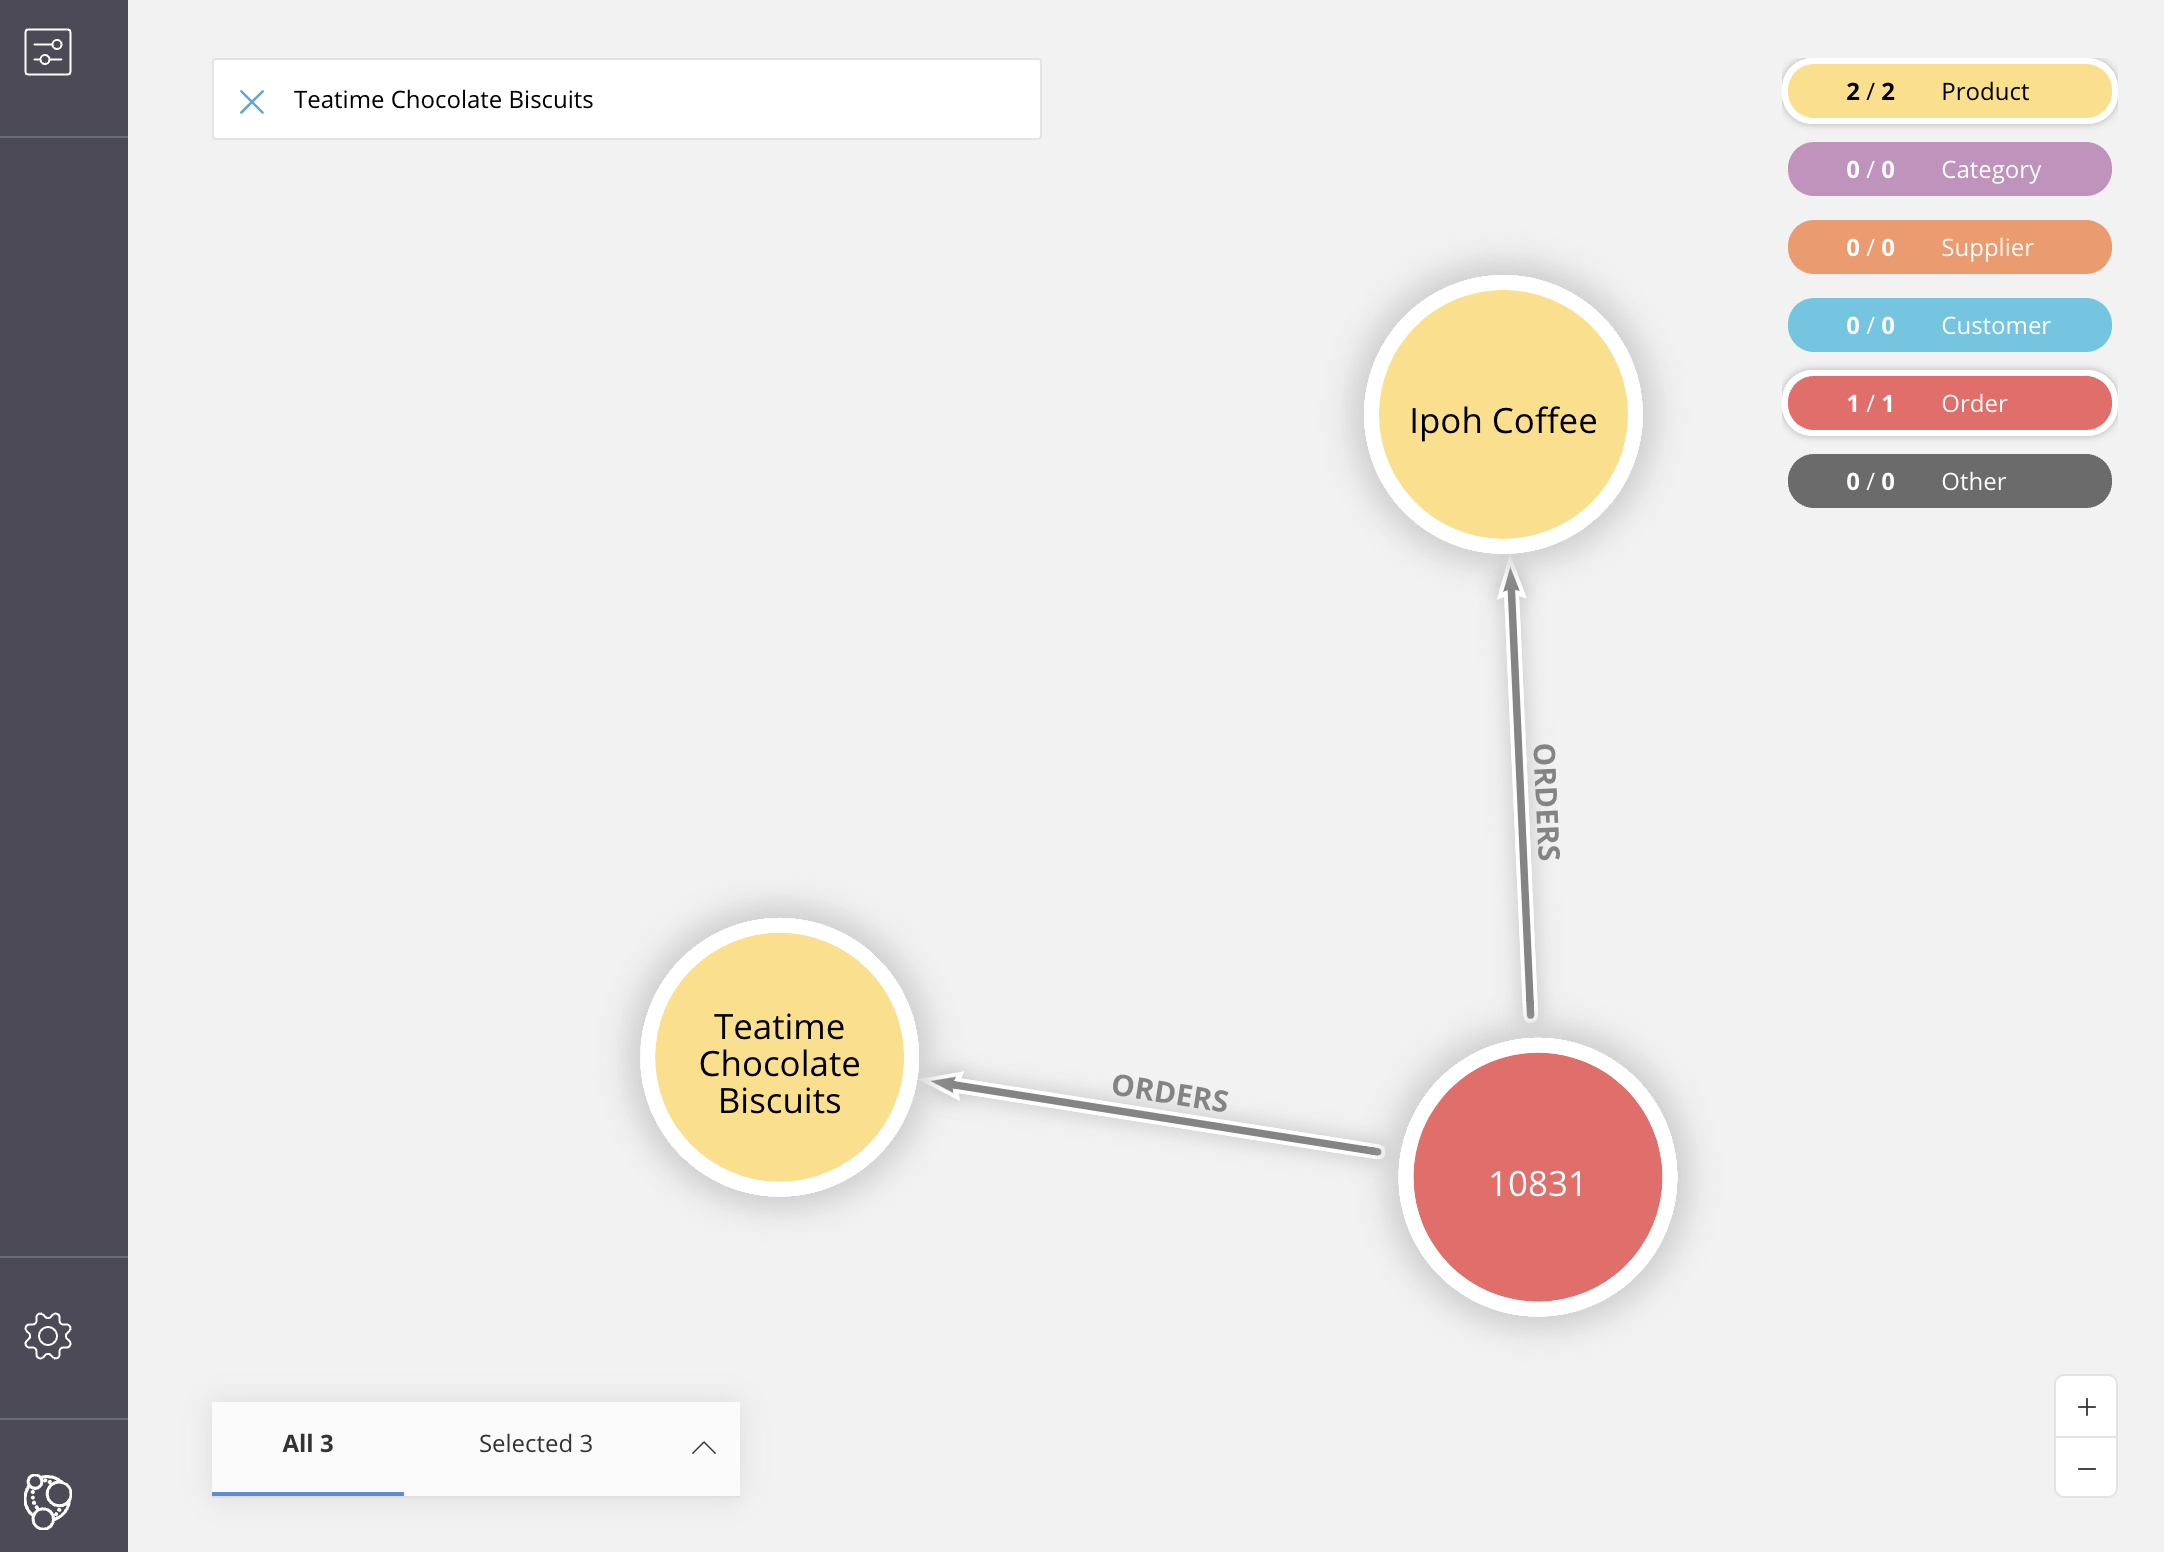 Teatime Chocolate Biscuits
2 / 2 Product
0 / 0 Category
0 / 0 Supplier
0 / 0 Customer
1 / 1 Order
0 / 0 Other
Ipoh Coffee
ORDERS
Teatime
Chocolate
Biscuits
ORDERS
10831
All 3 Selected 3
+
−